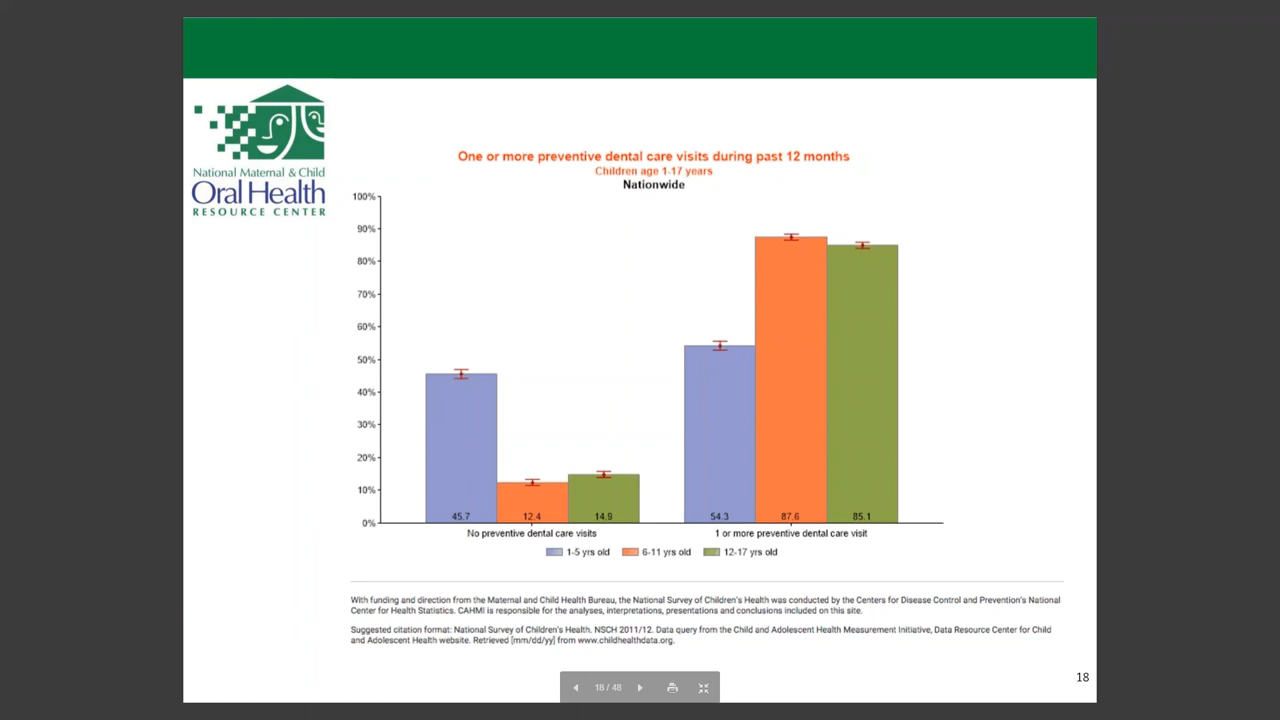 National Maternal & Child
Oral Health
RESOURCE CENTER
One or more preventive dental care visits during past 12 months
Children age 1-17 years
Nationwide
100%
90%
80%
70%
60%
50%
40%
30%
20%
10%
0%
45.7 12.4 14.9 54.3 87.6 85.1
No preventive dental care visits 1 or more preventive dental care visit
1-5 yrs old 6-11 yrs old 12-17 yrs old
With funding and direction from the Maternal and Child Health Bureau, the National Survey of Children's Health was conducted by the Centers for Disease Control and Prevention's National
Center for Health Statistics. CAHMI is responsible for the analyses, interpretations, presentations and conclusions included on this site.
Suggested citation format: National Survey of Children's Health. NSCH 2011/12. Data query from the Child and Adolescent Health Measurement Initiative, Data Resource Center for Child
and Adolescent Health website. Retrieved [mm/dd/yy] from www.childhealthdata.org.
18
18 / 48